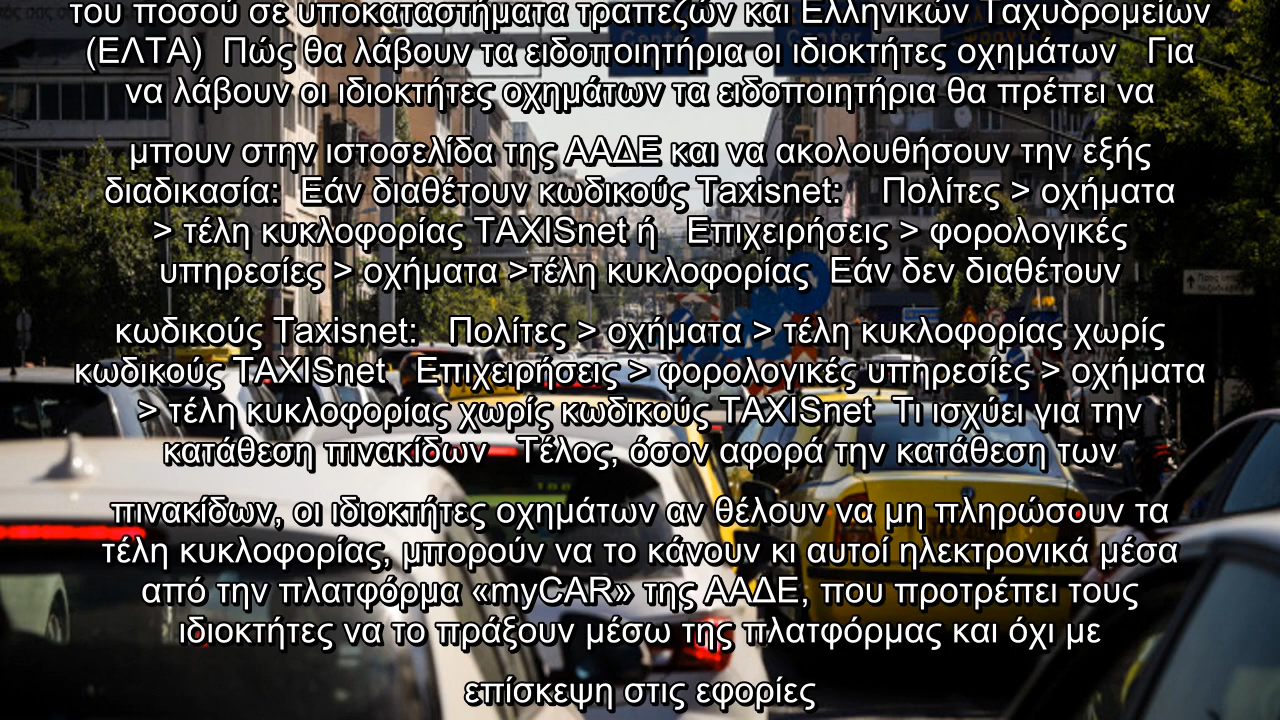 του ποσού σε υποκαταστήματα τραπεζών και Ελληνικών Ταχυδρομείων
(ΕΛΤΑ)  Πώς θα λάβουν τα ειδοποιητήρια οι ιδιοκτήτες οχημάτων   Για
να λάβουν οι ιδιοκτήτες οχημάτων τα ειδοποιητήρια θα πρέπει να
μπουν στην ιστοσελίδα της ΑΑΔΕ και να ακολουθήσουν την εξής
διαδικασία:  Εάν διαθέτουν κωδικούς Taxisnet:    Πολίτες > οχήματα
> τέλη κυκλοφορίας TAXISnet ή   Επιχειρήσεις > φορολογικές
υπηρεσίες > οχήματα >τέλη κυκλοφορίας  Εάν δεν διαθέτουν
κωδικούς Taxisnet:   Πολίτες > οχήματα > τέλη κυκλοφορίας χωρίς
κωδικούς TAXISnet   Επιχειρήσεις > φορολογικές υπηρεσίες > οχήματα
> τέλη κυκλοφορίας χωρίς κωδικούς TAXISnet  Τι ισχύει για την
κατάθεση πινακίδων   Τέλος, όσον αφορά την κατάθεση των
πινακίδων, οι ιδιοκτήτες οχημάτων αν θέλουν να μη πληρώσουν τα
τέλη κυκλοφορίας, μπορούν να το κάνουν κι αυτοί ηλεκτρονικά μέσα
από την πλατφόρμα «myCAR» της ΑΑΔΕ, που προτρέπει τους
ιδιοκτήτες να το πράξουν μέσω της πλατφόρμας και όχι με
επίσκεψη στις εφορίες